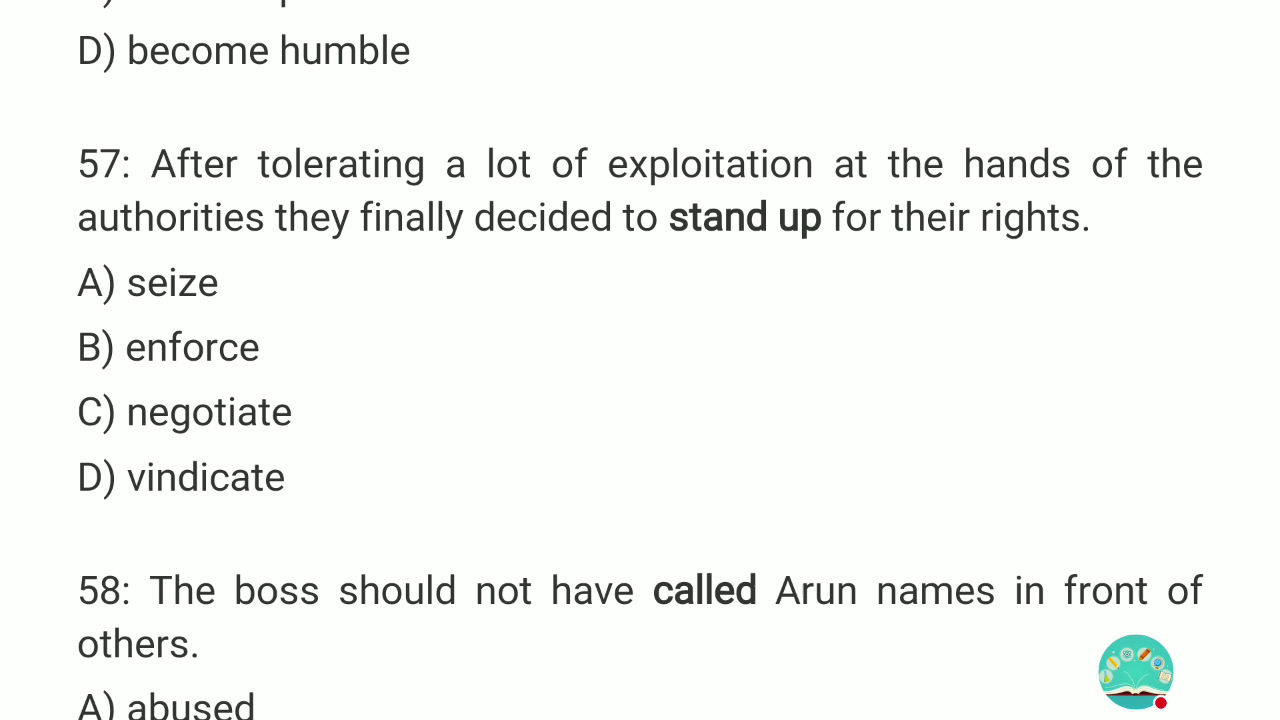 D) become humble
57: After tolerating a lot of exploitation at the hands of the
authorities they finally decided to stand up for their rights.
A) seize
B) enforce
C) negotiate
D) vindicate
58: The boss should not have called Arun names in front of
others.
A) abused